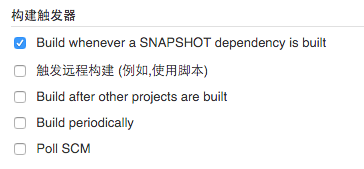 构建触发器
Build whenever a SNAPSHOT dependency is built
触发远程构建 (例如,使用脚本)
Build after other projects are built
Build periodically
Poll SCM